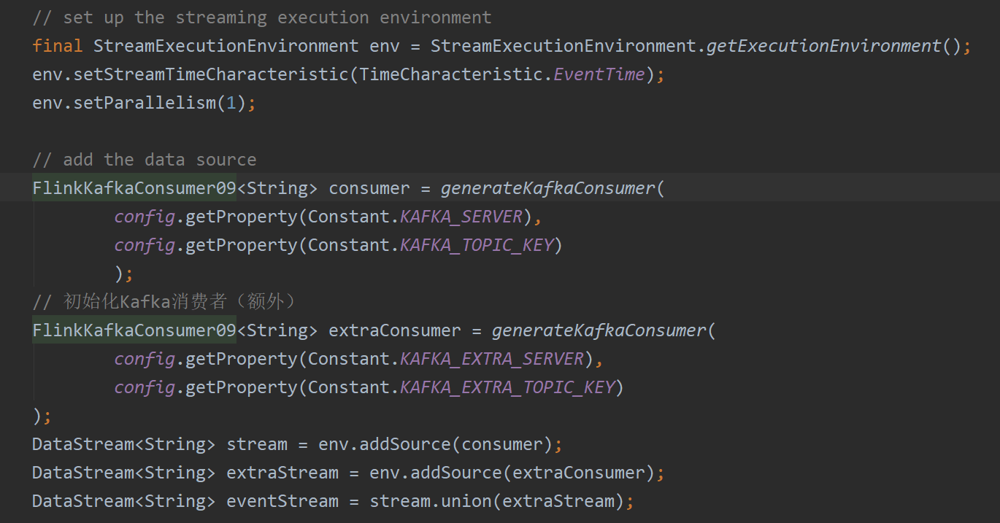 // set up the streaming execution environment
final StreamExecutionEnvironment env = StreamExecutionEnvironment.getExecutionEnvironment();
env.setStreamTimeCharacteristic(TimeCharacteristic.EventTime);
env.setParallelism(1);
// add the data source
FlinkKafkaConsumer09<String> consumer = generateKafkaConsumer(
config.getProperty(Constant.KAFKA_SERVER),
config.getProperty(Constant.KAFKA_TOPIC_KEY)
);
// 初始化Kafka消费者（额外）
FlinkKafkaConsumer09<String> extraConsumer = generateKafkaConsumer(
config.getProperty(Constant.KAFKA_EXTRA_SERVER),
config.getProperty(Constant.KAFKA_EXTRA_TOPIC_KEY)
);
DataStream<String> stream = env.addSource(consumer);
DataStream<String> extraStream = env.addSource(extraConsumer);
DataStream<String> eventStream = stream.union(extraStream);